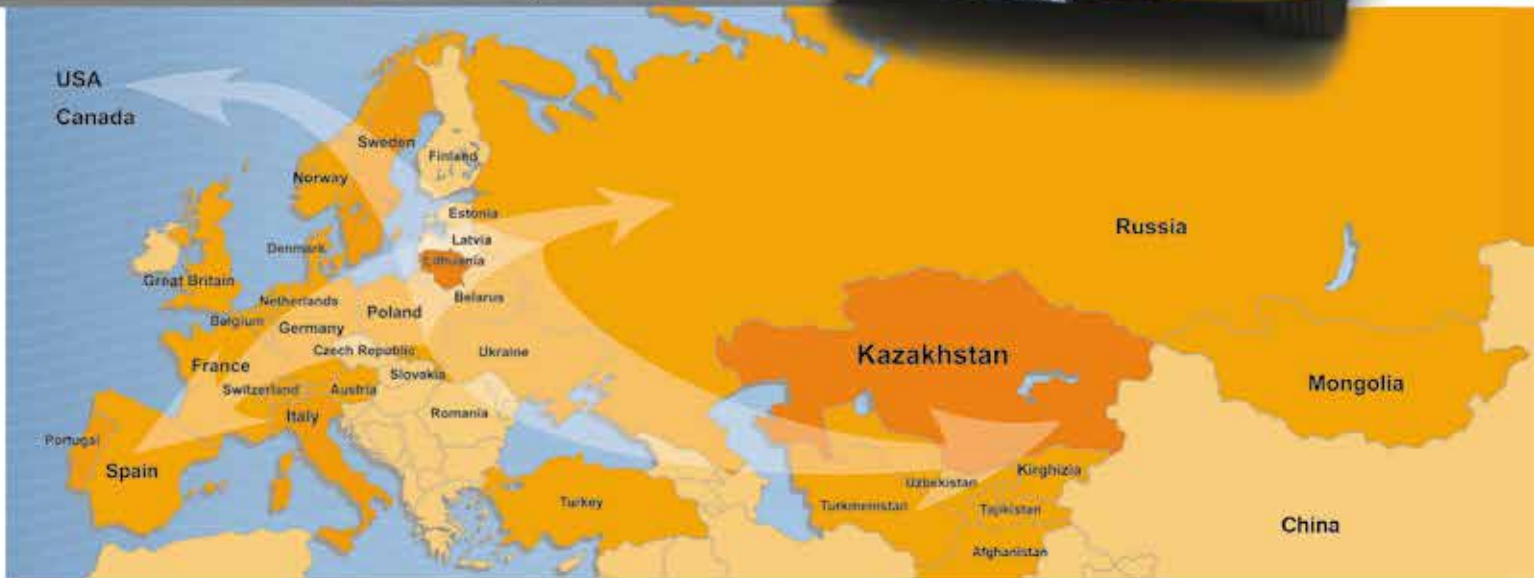 USA
Canada
Sweden
Finland
Norway
Estonia
Russia
Latvia
Denmark
Lithuania
Great Britain
Netherlands
Belarus
Belgium
Poland
Germany
Czech Republic
Ukraine
Kazakhstan
France
Slovakia
Switzerland
Austria
Mongolia
Italy
Romania
Portugal
Spain
Kirghizia
Uzbekistan
Turkey
Turkmenistan
Tajikistan
China
Afghanistan